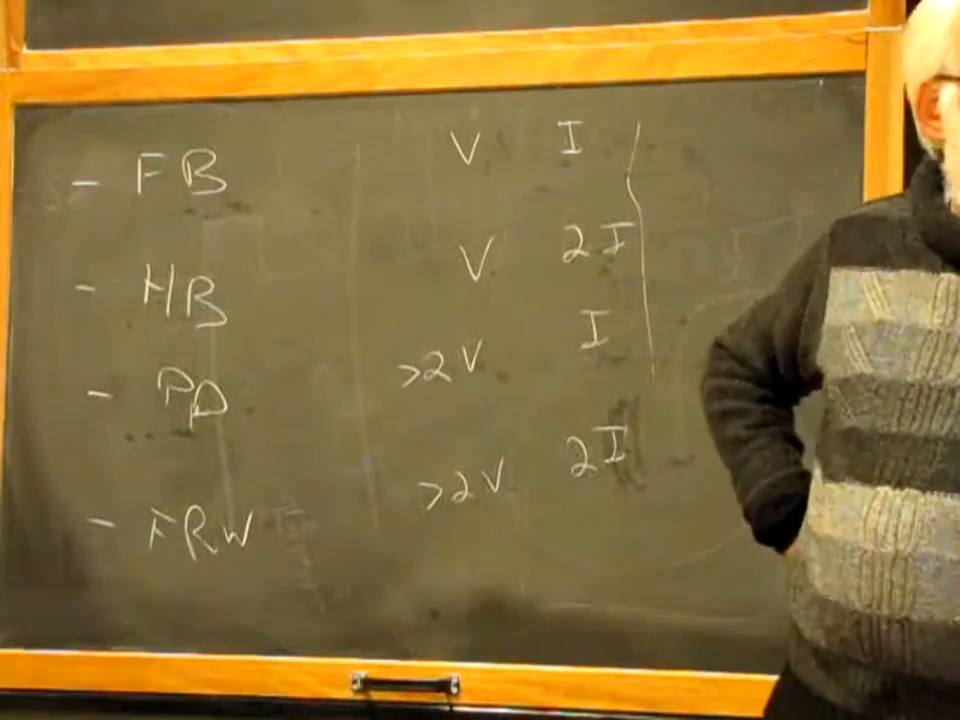 - FB V I
- HB V 2I
- PP >2V I
- FRW >2V 2I